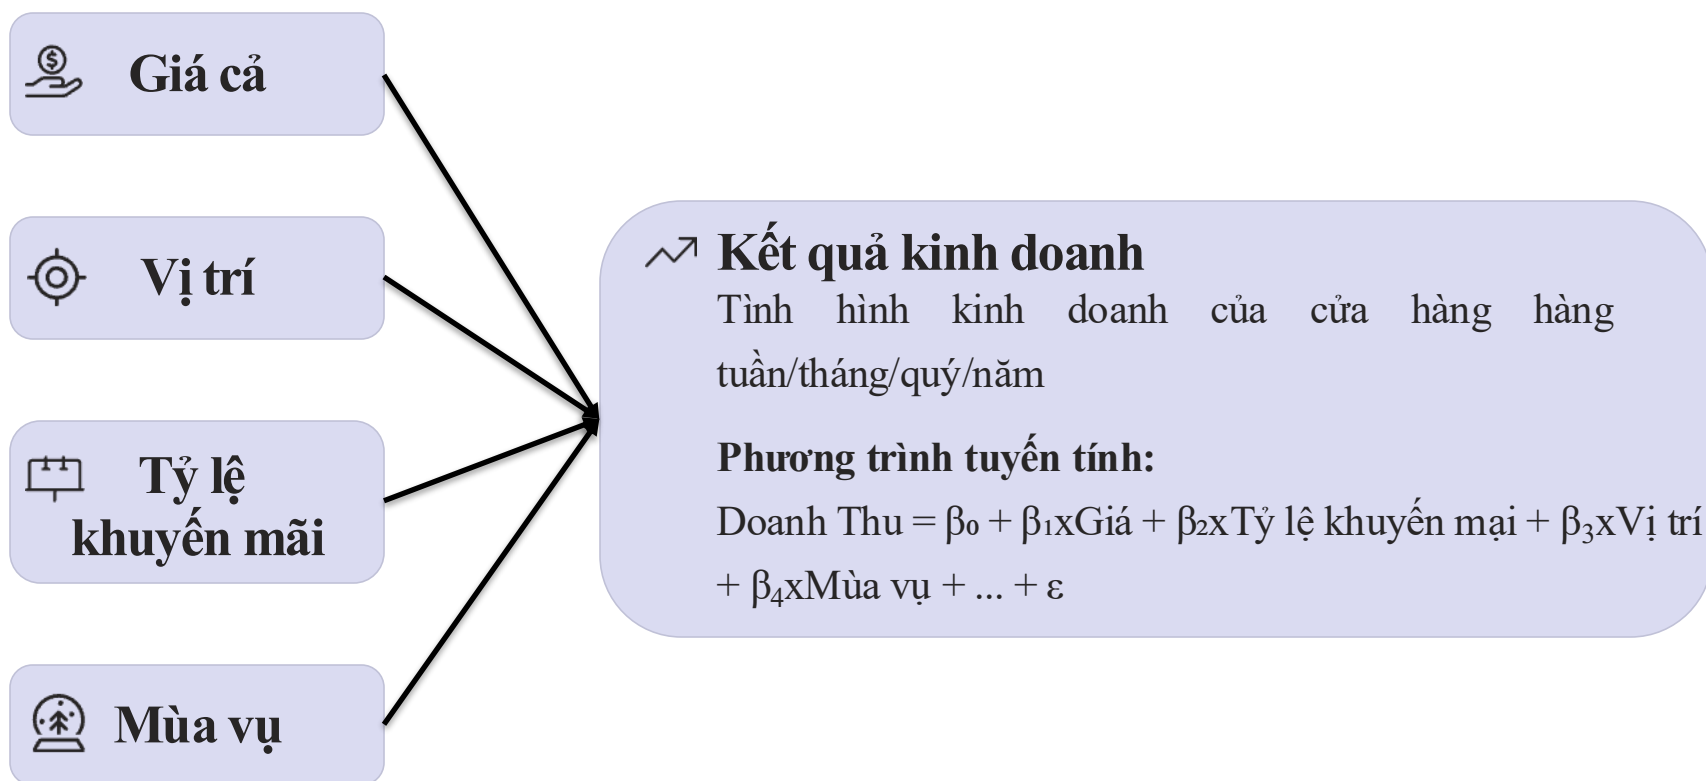 Giá cả
Vị trí
Tỷ lệ
khuyến mãi
Mùa vụ
Kết quả kinh doanh
Tình hình kinh doanh của cửa hàng hàng
tuần/tháng/quý/năm
Phương trình tuyến tính:
Doanh Thu = β₀ + β₁xGiá + β₂xTỷ lệ khuyến mại + β₃xVị trí
+ β₄xMùa vụ + ... + ε